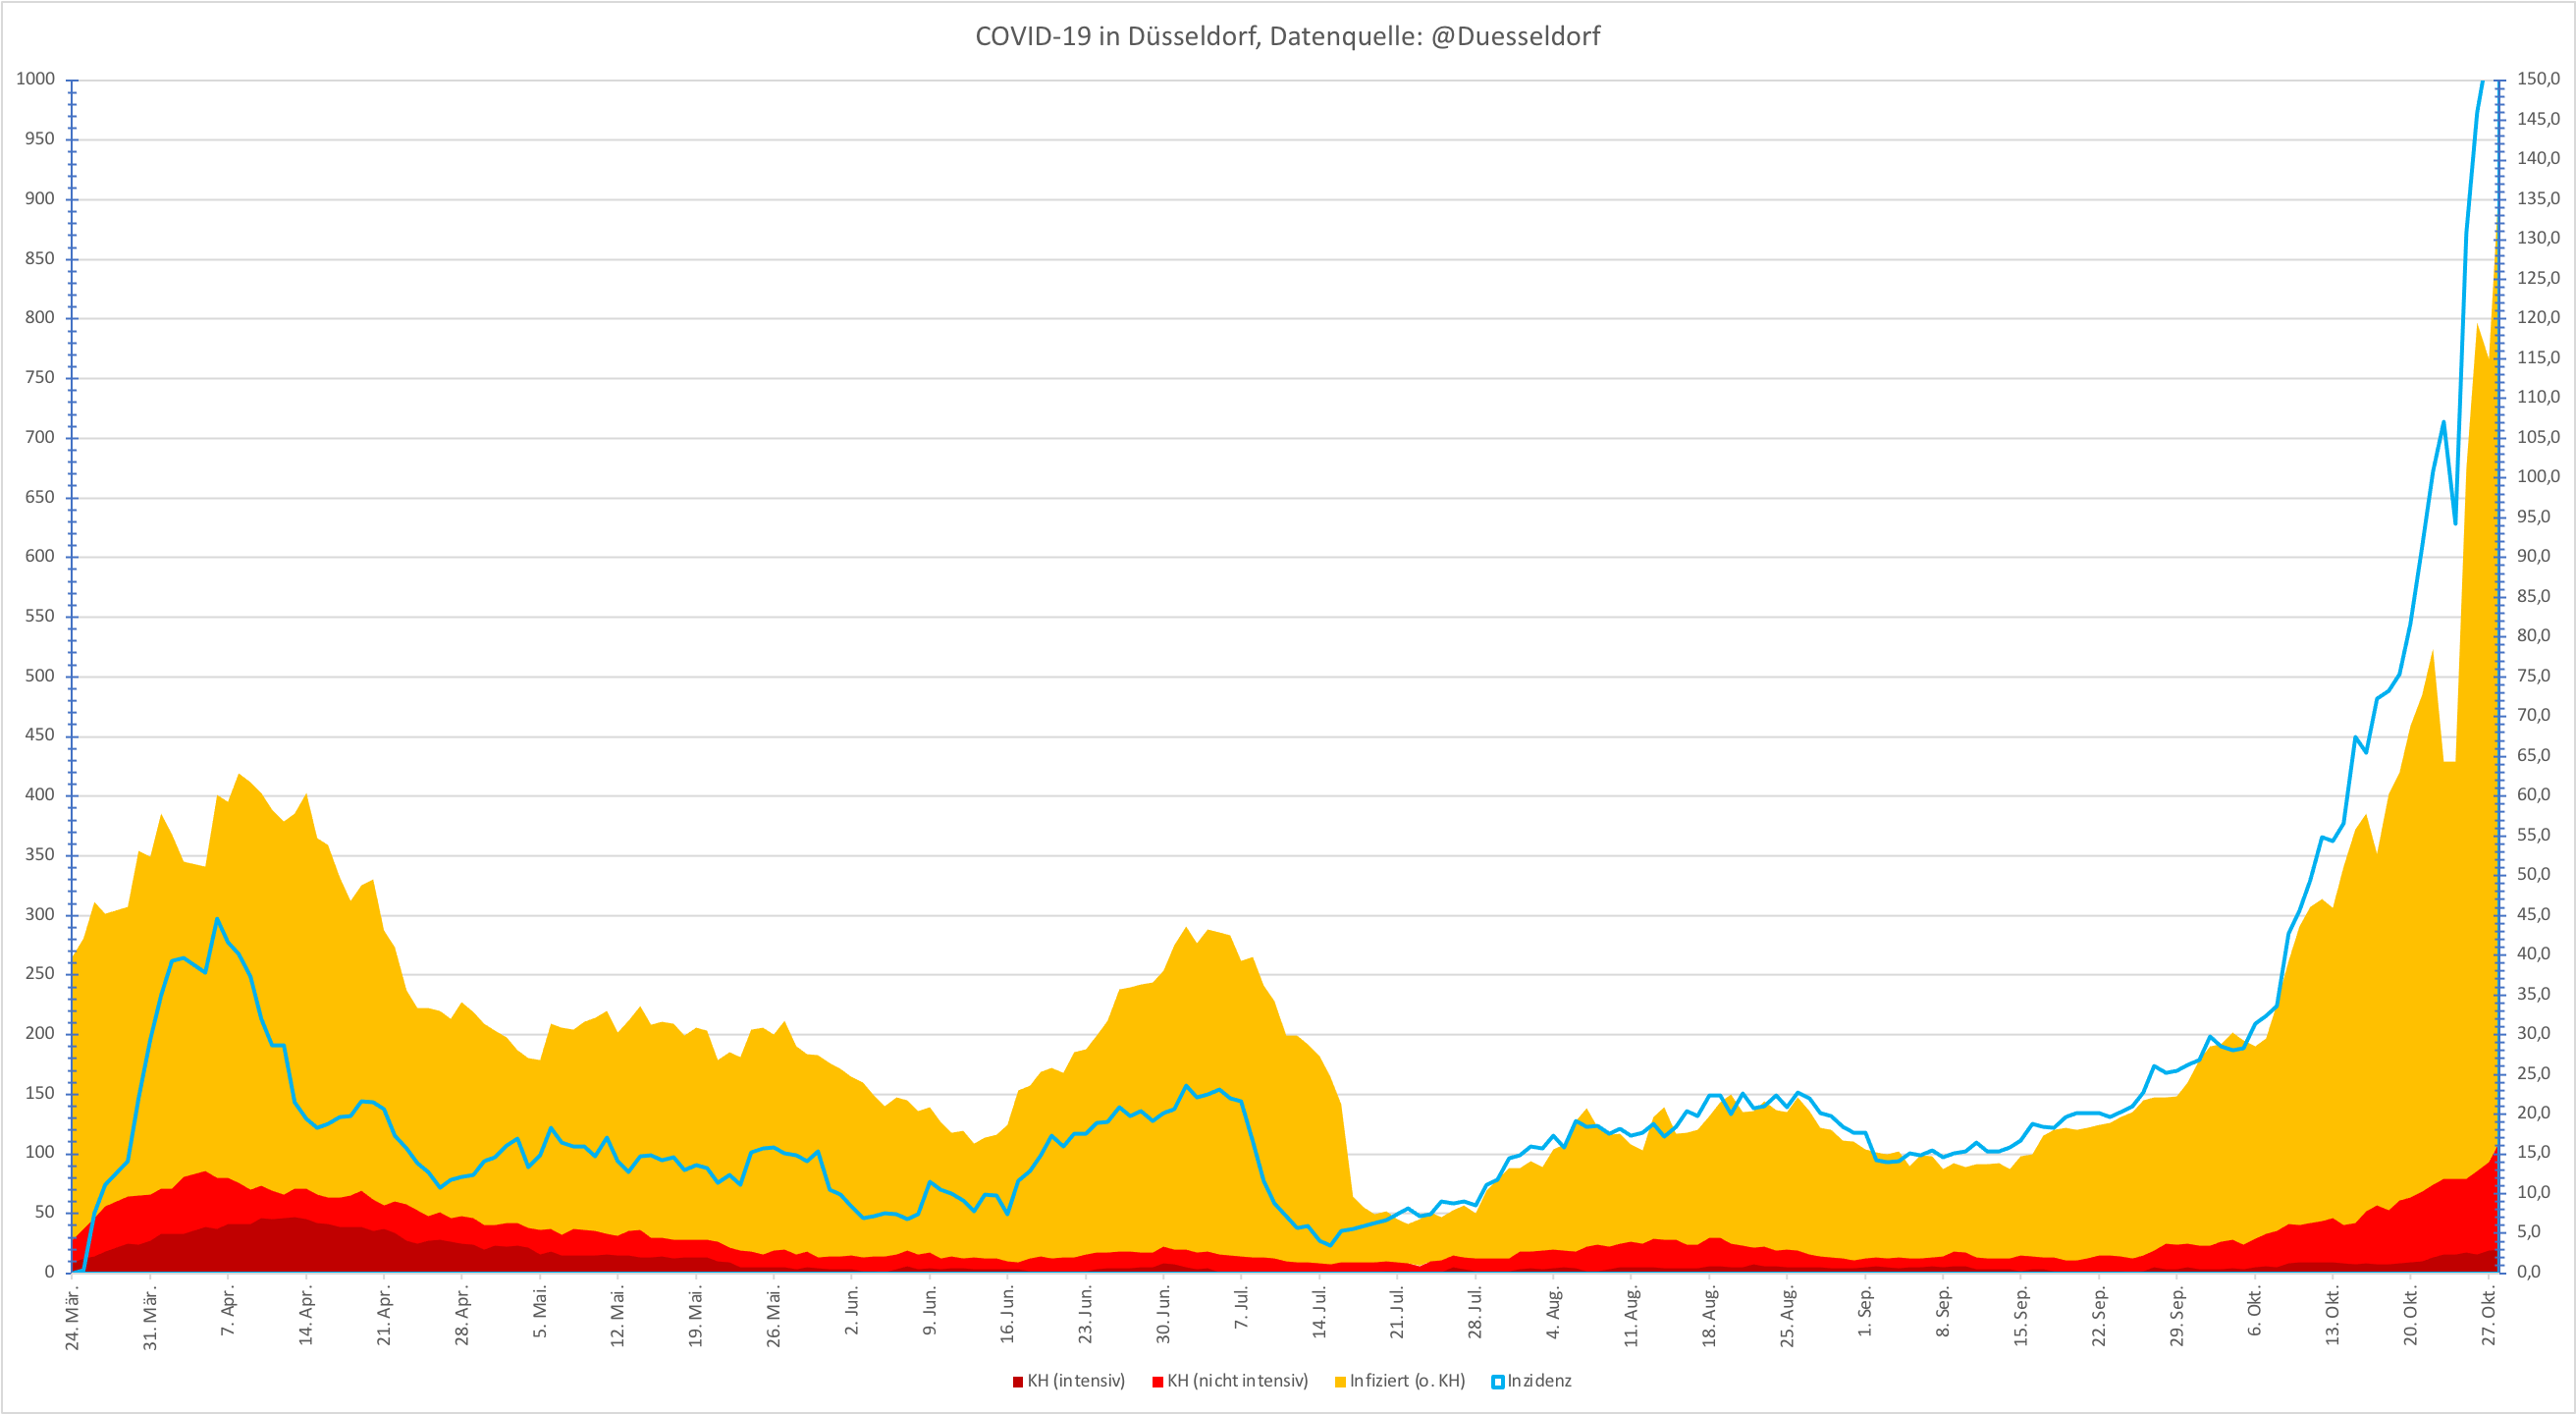 COVID-19 in Düsseldorf, Datenquelle: @Duesseldorf
1000
950
900
850
800
750
700
650
600
550
500
450
400
350
300
250
200
150
100
50
0
150,0
145,0
140,0
135,0
130,0
125,0
120,0
115,0
110,0
105,0
100,0
95,0
90,0
85,0
80,0
75,0
70,0
65,0
60,0
55,0
50,0
45,0
40,0
35,0
30,0
25,0
20,0
15,0
10,0
5,0
0,0
24. Mär.
31. Mär.
7. Apr.
14. Apr.
21. Apr.
28. Apr.
5. Mai.
12. Mai
19. Mai
26. Mai
2. Jun.
9. Jun.
16. Jun.
23. Jun.
30. Jun.
7. Jul.
14. Jul.
21. Jul.
28. Jul.
4. Aug.
11. Aug.
18. Aug.
25. Aug.
1. Sep.
8. Sep.
15. Sep.
22. Sep.
29. Sep.
6. Okt.
13. Okt.
20. Okt.
27. Okt.
KH (intensiv) KH (nicht intensiv) Infiziert (o. KH) Inzidenz